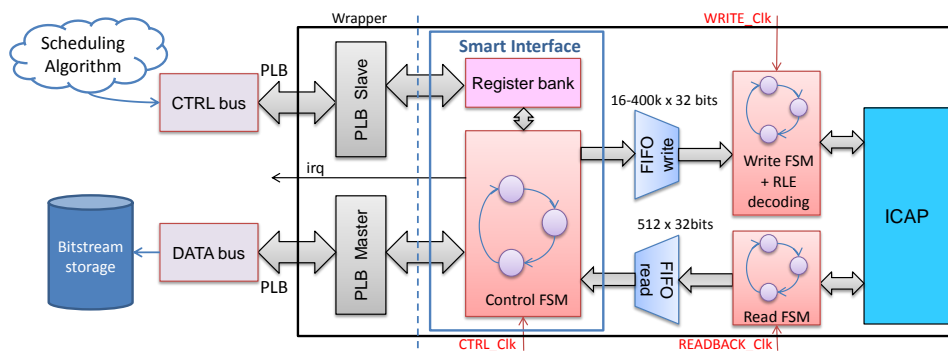 Wrapper
WRITE_Clk
Scheduling
Algorithm
Smart Interface
PLB
CTRL bus
PLB Slave
Register bank
16-400k x 32 bits
FIFO
write
Write FSM
+ RLE
decoding
irq
ICAP
Bitstream
storage
DATA bus
PLB
PLB Master
Control FSM
512 x 32bits
FIFO
read
Read FSM
CTRL_Clk
READBACK_Clk